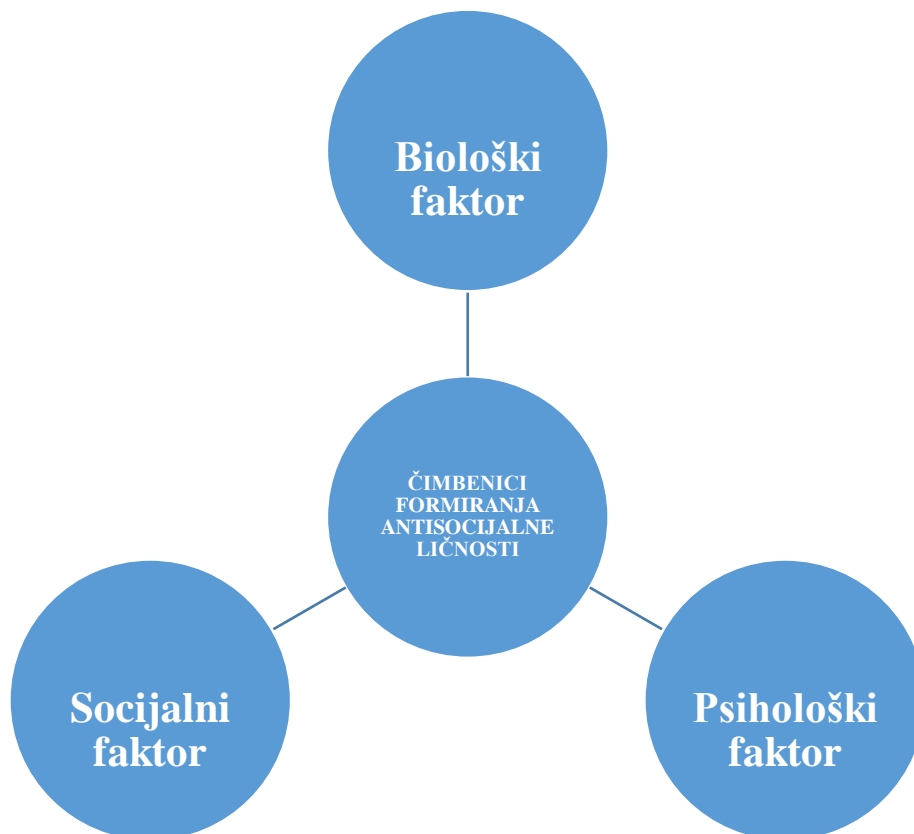 Biološki
faktor
ČIMBENICI
FORMIRANJA
ANTISOCIJALNE
LIČNOSTI
Socijalni
faktor
Psihološki
faktor